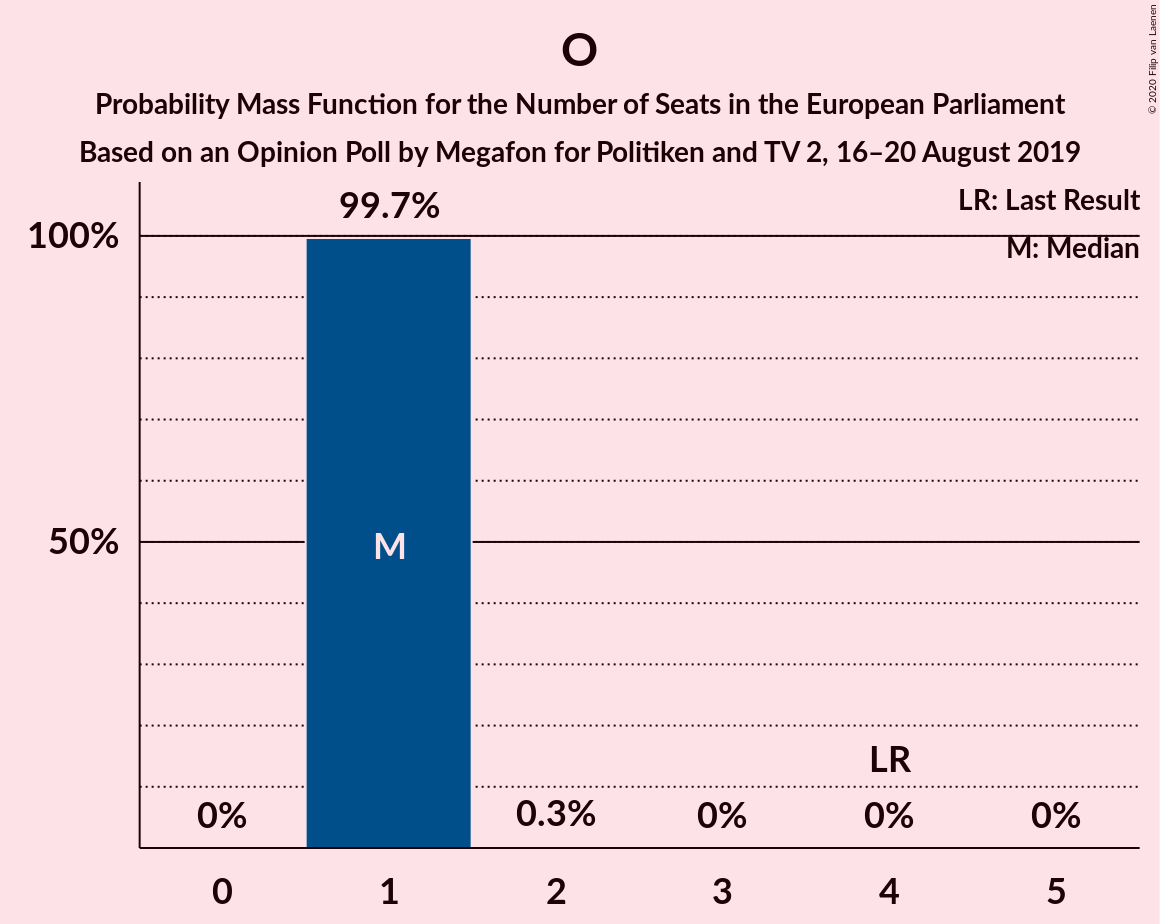 O
Probability Mass Function for the Number of Seats in the European Parliament
Based on an Opinion Poll by Megafon for Politiken and TV 2, 16–20 August 2019
© 2020 Filip van Laenen
LR: Last Result
M: Median
99.7%
100%
50%
M
LR
0% 0.3% 0% 0% 0%
0 1 2 3 4 5